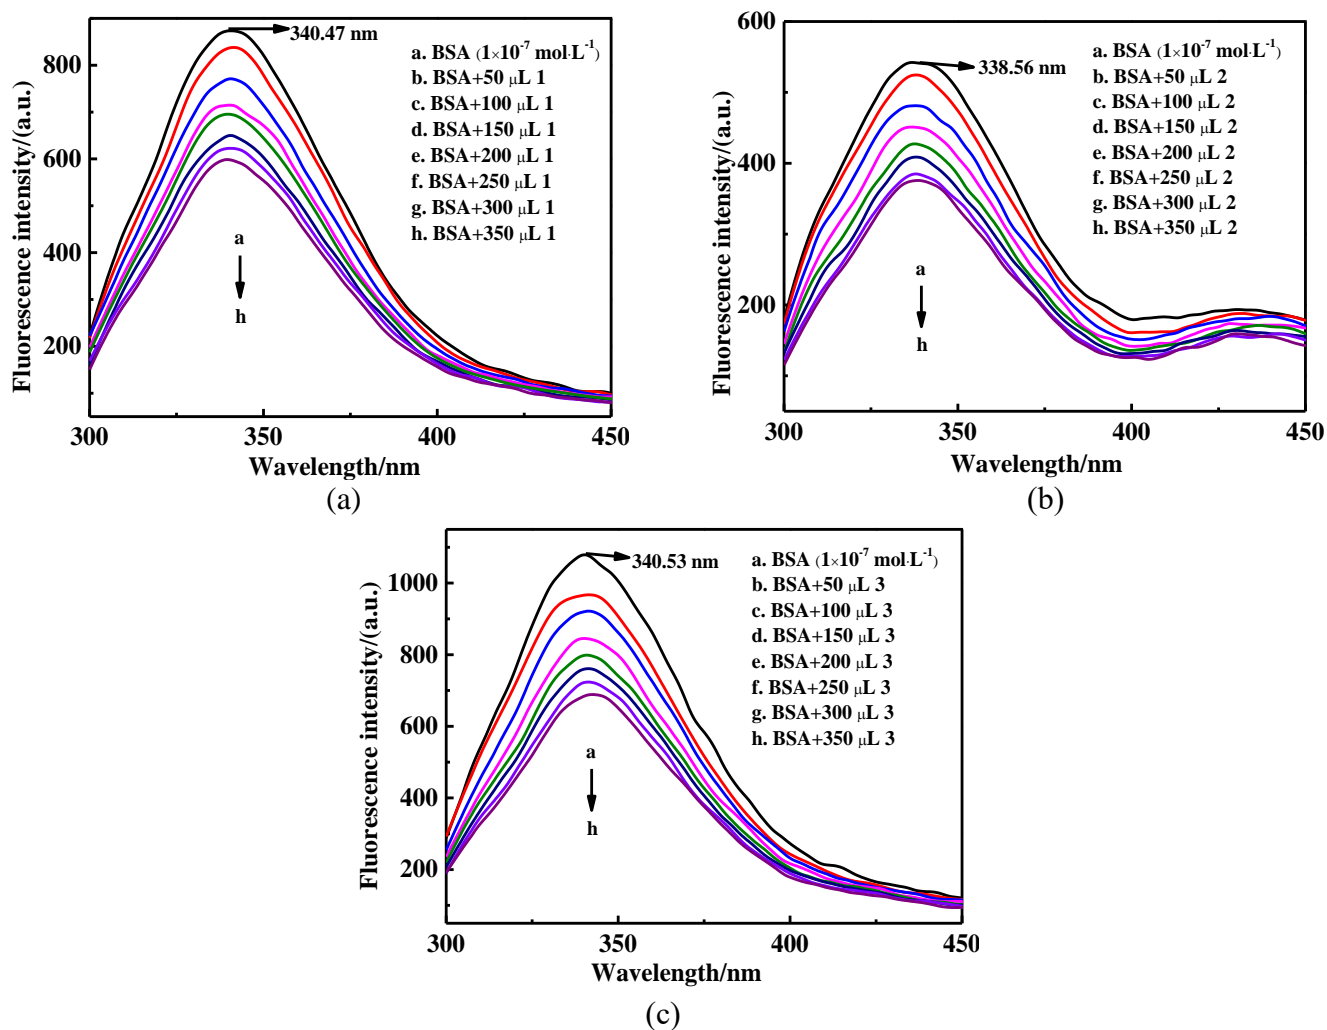 340.47 nm
a. BSA (1×10⁻⁷ mol·L⁻¹)
b. BSA+50 μL 1
c. BSA+100 μL 1
d. BSA+150 μL 1
e. BSA+200 μL 1
f. BSA+250 μL 1
g. BSA+300 μL 1
h. BSA+350 μL 1
a
h
Fluorescence intensity/(a.u.)
800
600
400
200
300 350 400 450
Wavelength/nm
(a)
338.56 nm
a. BSA (1×10⁻⁷ mol·L⁻¹)
b. BSA+50 μL 2
c. BSA+100 μL 2
d. BSA+150 μL 2
e. BSA+200 μL 2
f. BSA+250 μL 2
g. BSA+300 μL 2
h. BSA+350 μL 2
a
h
Fluorescence intensity/(a.u.)
600
400
200
300 350 400 450
Wavelength/nm
(b)
340.53 nm
a. BSA (1×10⁻⁷ mol·L⁻¹)
b. BSA+50 μL 3
c. BSA+100 μL 3
d. BSA+150 μL 3
e. BSA+200 μL 3
f. BSA+250 μL 3
g. BSA+300 μL 3
h. BSA+350 μL 3
a
h
Fluorescence intensity/(a.u.)
1000
800
600
400
200
300 350 400 450
Wavelength/nm
(c)